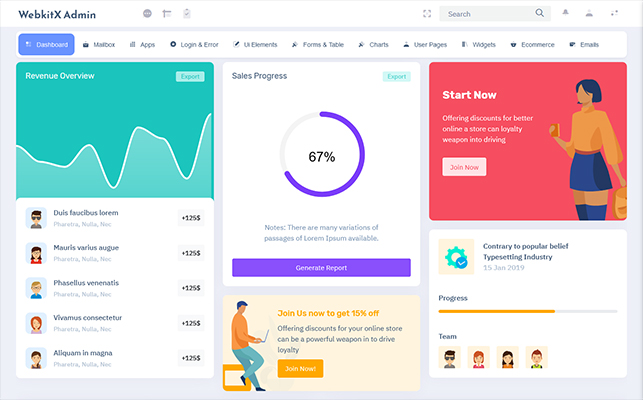 WebkitX Admin
Search
Dashboard
Mailbox
Apps
Login & Error
Ui Elements
Forms & Table
Charts
User Pages
Widgets
Ecommerce
Emails
Revenue Overview
Export
Duis faucibus lorem
Pharetra, Nulla, Nec
+125$
Mauris varius augue
Pharetra, Nulla, Nec
+125$
Phasellus venenatis
Pharetra, Nulla, Nec
+125$
Vivamus consectetur
Pharetra, Nulla, Nec
+125$
Aliquam in magna
Pharetra, Nulla, Nec
+125$
Sales Progress
Export
67%
Notes: There are many variations of
passages of Lorem Ipsum available.
Generate Report
Join Us now to get 15% off
Offering discounts for your online store
can be a powerful weapon in to drive
loyalty
Join Now!
Start Now
Offering discounts for better
online a store can loyalty
weapon into driving
Join Now
Contrary to popular belief
Typesetting Industry
15 Jan 2019
Progress
Team